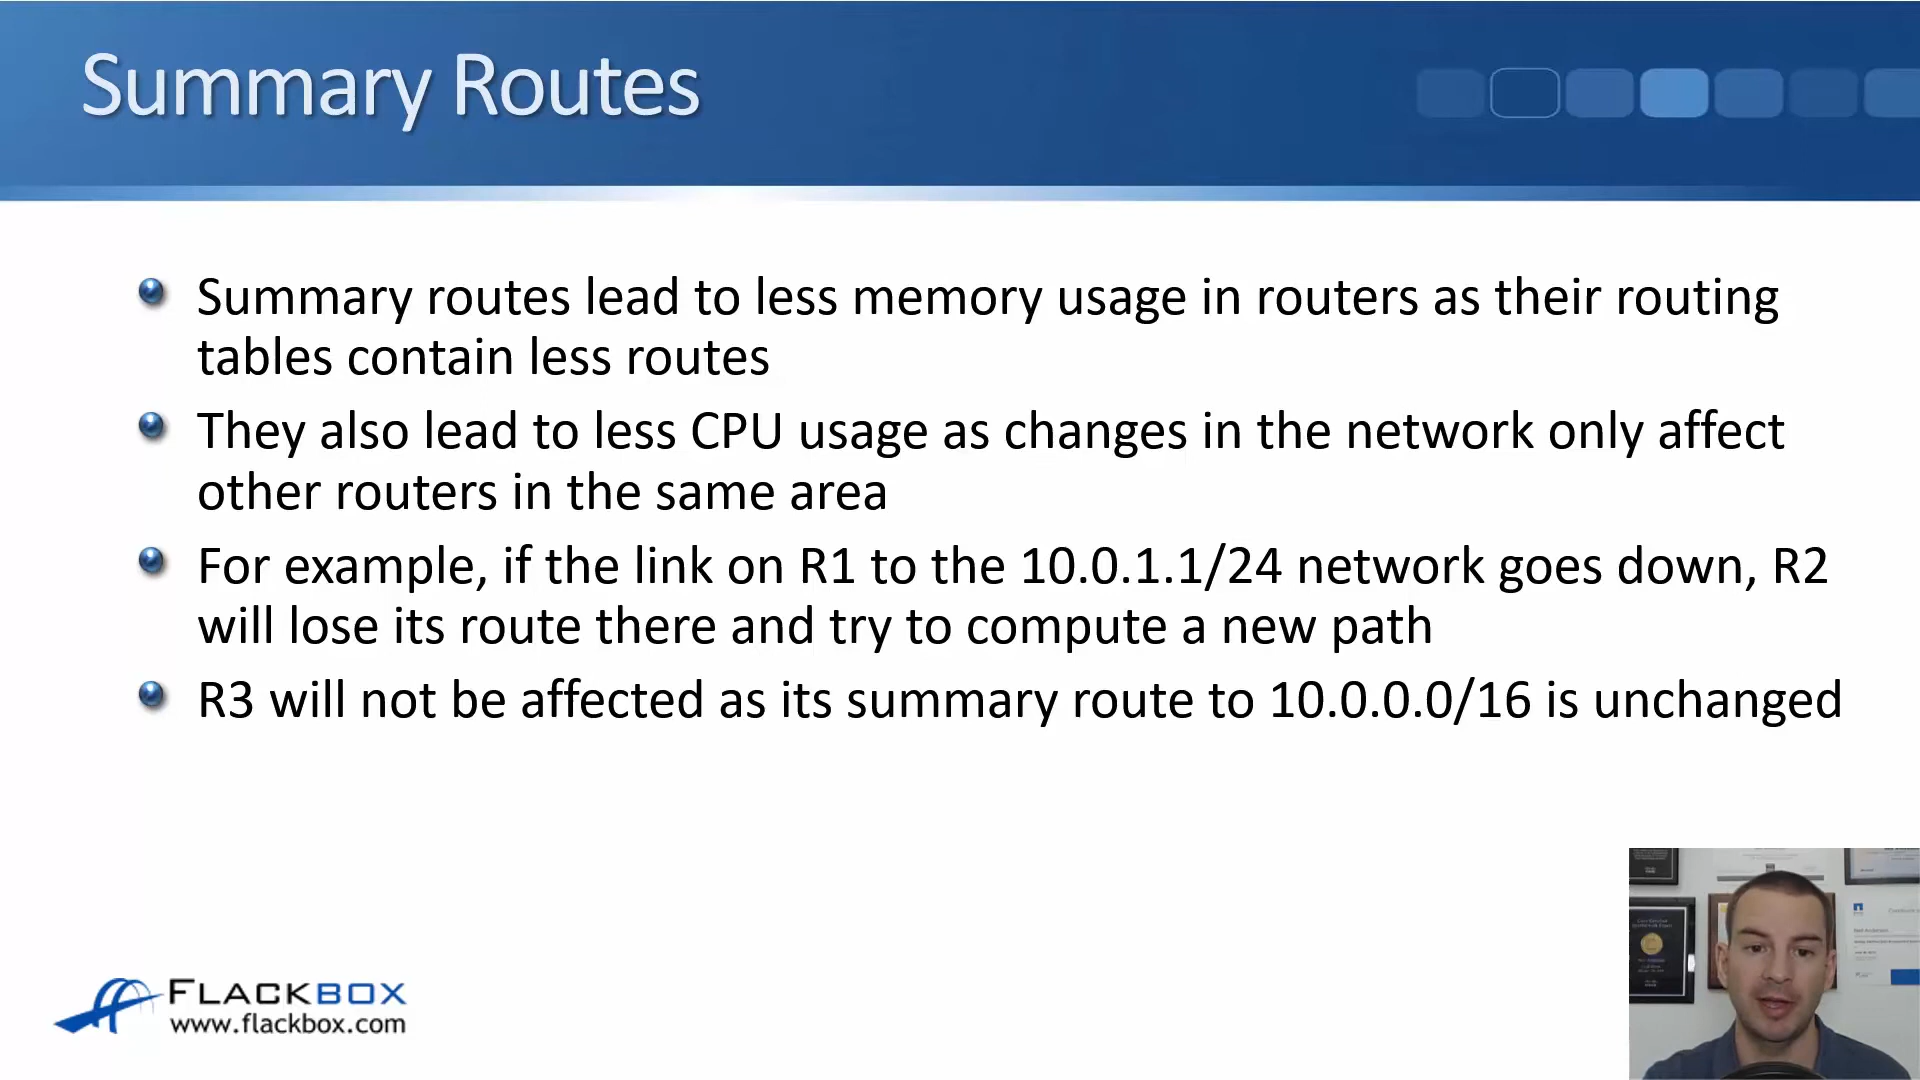 Summary Routes
Summary routes lead to less memory usage in routers as their routing
tables contain less routes
They also lead to less CPU usage as changes in the network only affect
other routers in the same area
For example, if the link on R1 to the 10.0.1.1/24 network goes down, R2
will lose its route there and try to compute a new path
R3 will not be affected as its summary route to 10.0.0.0/16 is unchanged
FLACKBOX
www.flackbox.com